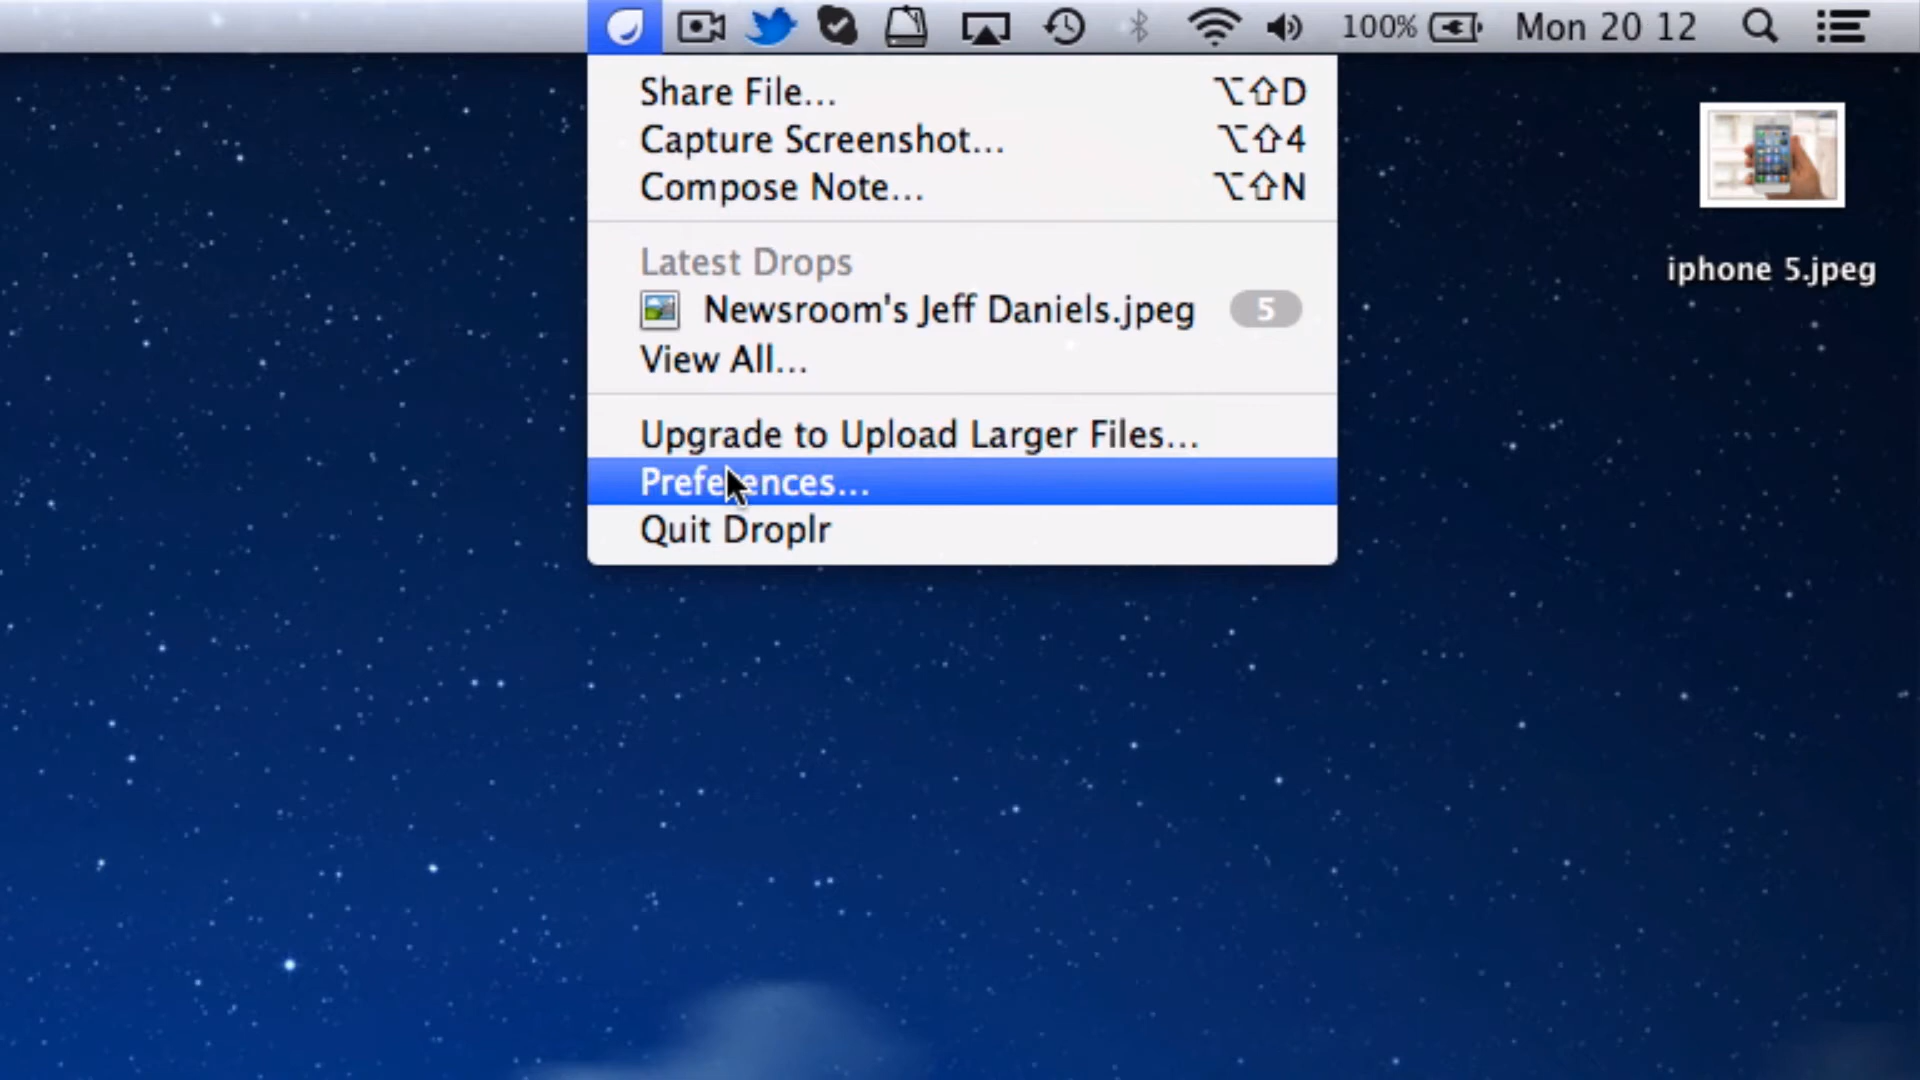 100% Mon 20 12
Share File... ⌥⇧D
Capture Screenshot... ⌥⇧4
Compose Note... ⌥⇧N
Latest Drops
Newsroom's Jeff Daniels.jpeg 5
View All...
Upgrade to Upload Larger Files...
Preferences...
Quit Droplr
iphone 5.jpeg